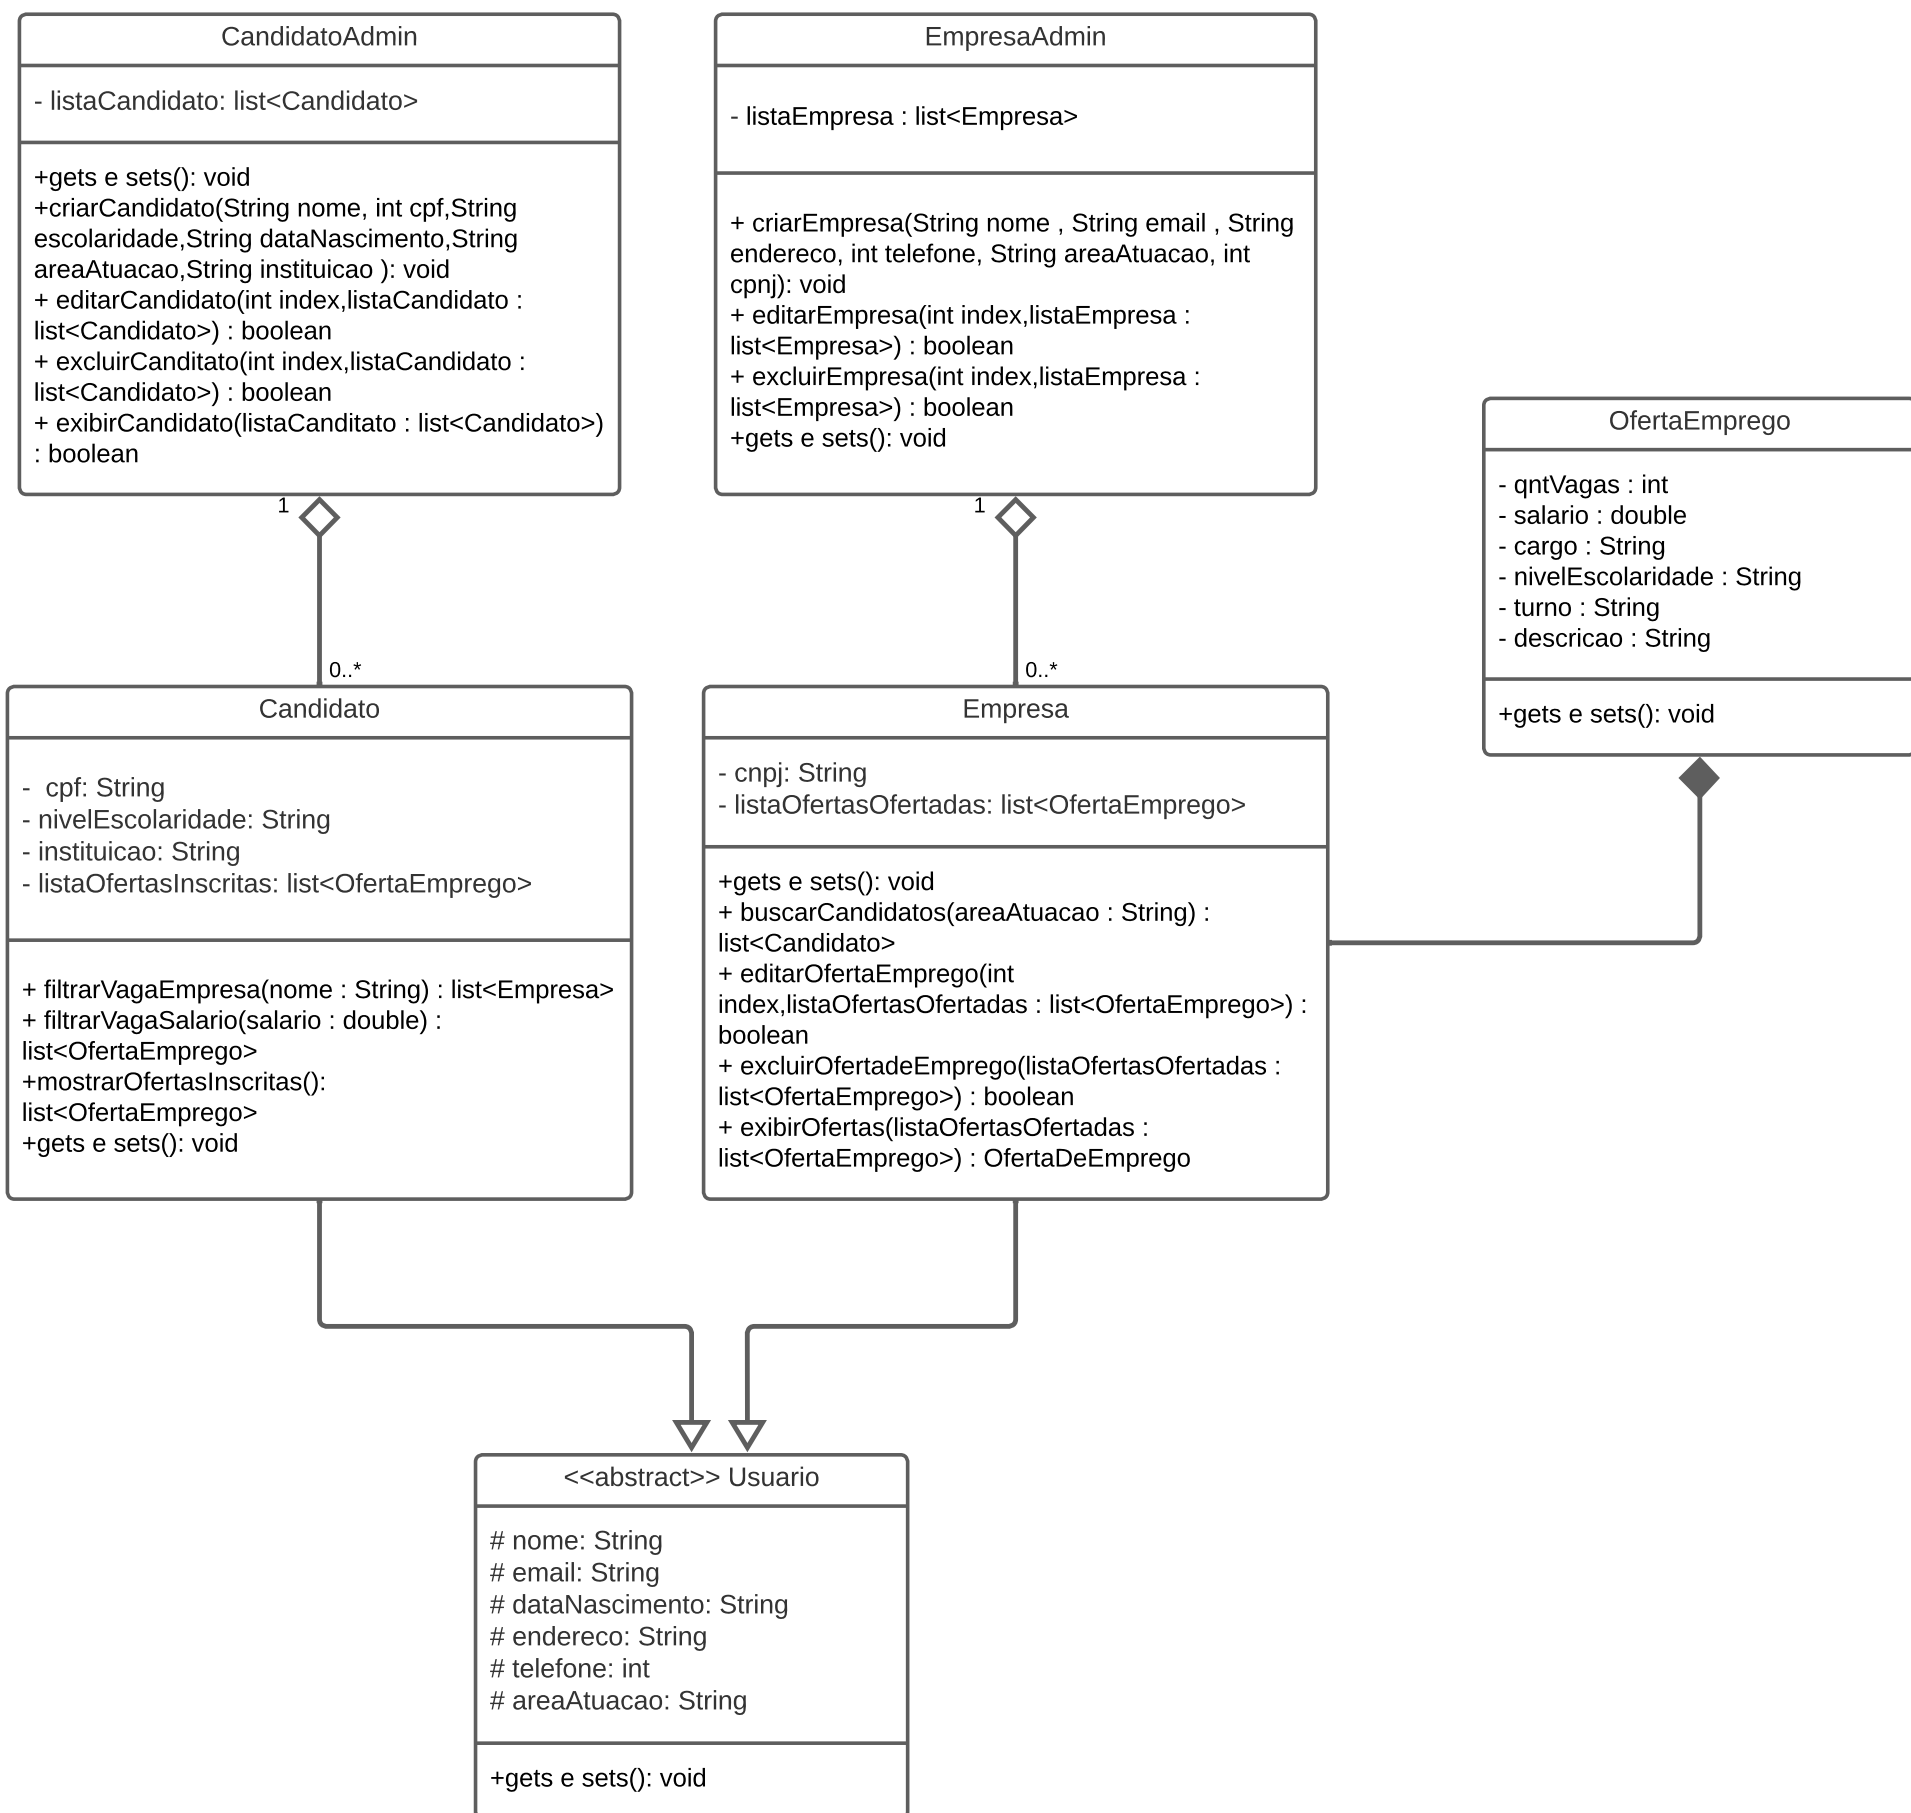 CandidatoAdmin
- listaCandidato: list<Candidato>
+gets e sets(): void
+criarCandidato(String nome, int cpf,String
escolaridade,String dataNascimento,String
areaAtuacao,String instituicao ): void
+ editarCandidato(int index,listaCandidato :
list<Candidato>) : boolean
+ excluirCanditato(int index,listaCandidato :
list<Candidato>) : boolean
+ exibirCandidato(listaCanditato : list<Candidato>)
: boolean
1
0..*
EmpresaAdmin
- listaEmpresa : list<Empresa>
+ criarEmpresa(String nome , String email , String
endereco, int telefone, String areaAtuacao, int
cpnj): void
+ editarEmpresa(int index,listaEmpresa :
list<Empresa>) : boolean
+ excluirEmpresa(int index,listaEmpresa :
list<Empresa>) : boolean
+gets e sets(): void
1
0..*
OfertaEmprego
- qntVagas : int
- salario : double
- cargo : String
- nivelEscolaridade : String
- turno : String
- descricao : String
+gets e sets(): void
Candidato
-  cpf: String
- nivelEscolaridade: String
- instituicao: String
- listaOfertasInscritas: list<OfertaEmprego>
+ filtrarVagaEmpresa(nome : String) : list<Empresa>
+ filtrarVagaSalario(salario : double) :
list<OfertaEmprego>
+mostrarOfertasInscritas():
list<OfertaEmprego>
+gets e sets(): void
Empresa
- cnpj: String
- listaOfertasOfertadas: list<OfertaEmprego>
+gets e sets(): void
+ buscarCandidatos(areaAtuacao : String) :
list<Candidato>
+ editarOfertaEmprego(int
index,listaOfertasOfertadas : list<OfertaEmprego>) :
boolean
+ excluirOfertadeEmprego(listaOfertasOfertadas :
list<OfertaEmprego>) : boolean
+ exibirOfertas(listaOfertasOfertadas :
list<OfertaEmprego>) : OfertaDeEmprego
<<abstract>> Usuario
# nome: String
# email: String
# dataNascimento: String
# endereco: String
# telefone: int
# areaAtuacao: String
+gets e sets(): void